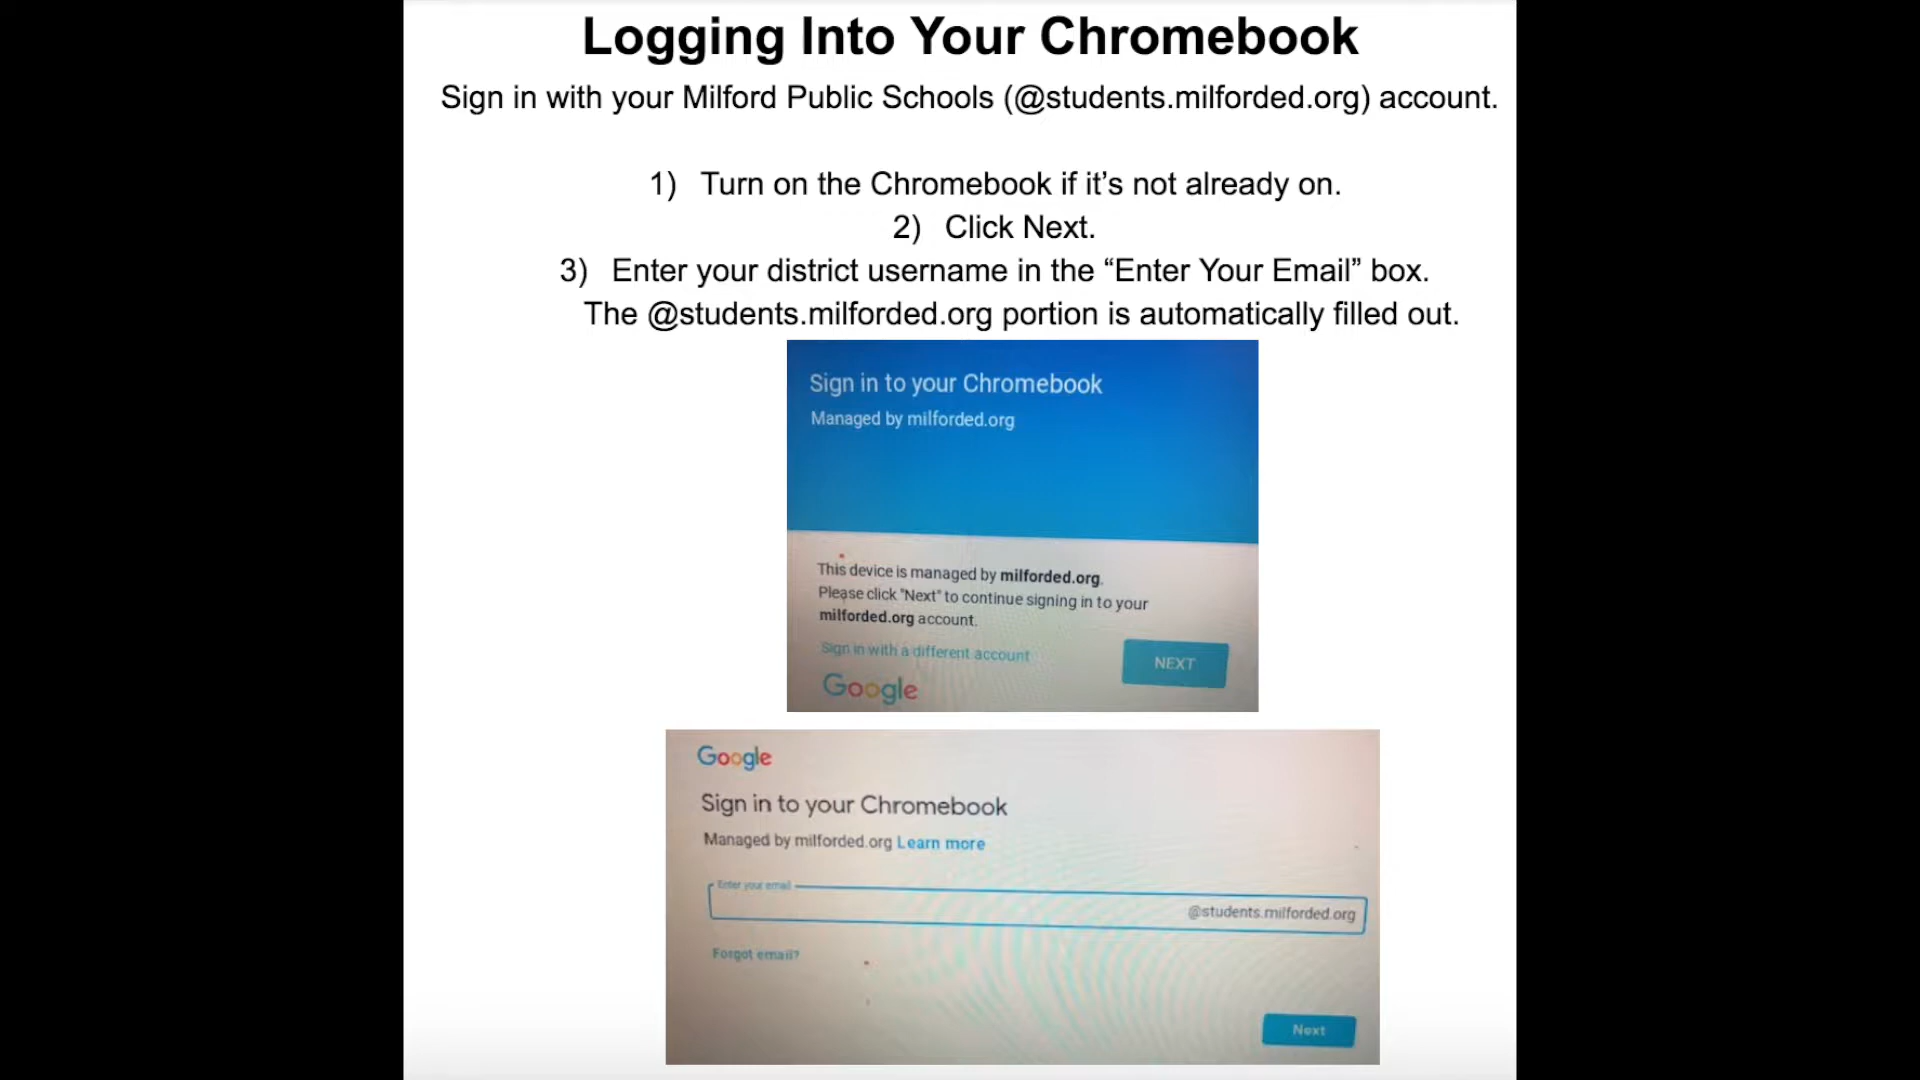 Logging Into Your Chromebook
Sign in with your Milford Public Schools (@students.milforded.org) account.
1) Turn on the Chromebook if it’s not already on.
2) Click Next.
3) Enter your district username in the “Enter Your Email” box.
The @students.milforded.org portion is automatically filled out.
Sign in to your Chromebook
Managed by milforded.org
This device is managed by milforded.org.
Please click "Next" to continue signing in to your
milforded.org account.
Sign in with a different account
NEXT
Google
Google
Sign in to your Chromebook
Managed by milforded.org Learn more
Enter your email
@students.milforded.org
Forgot email?
Next